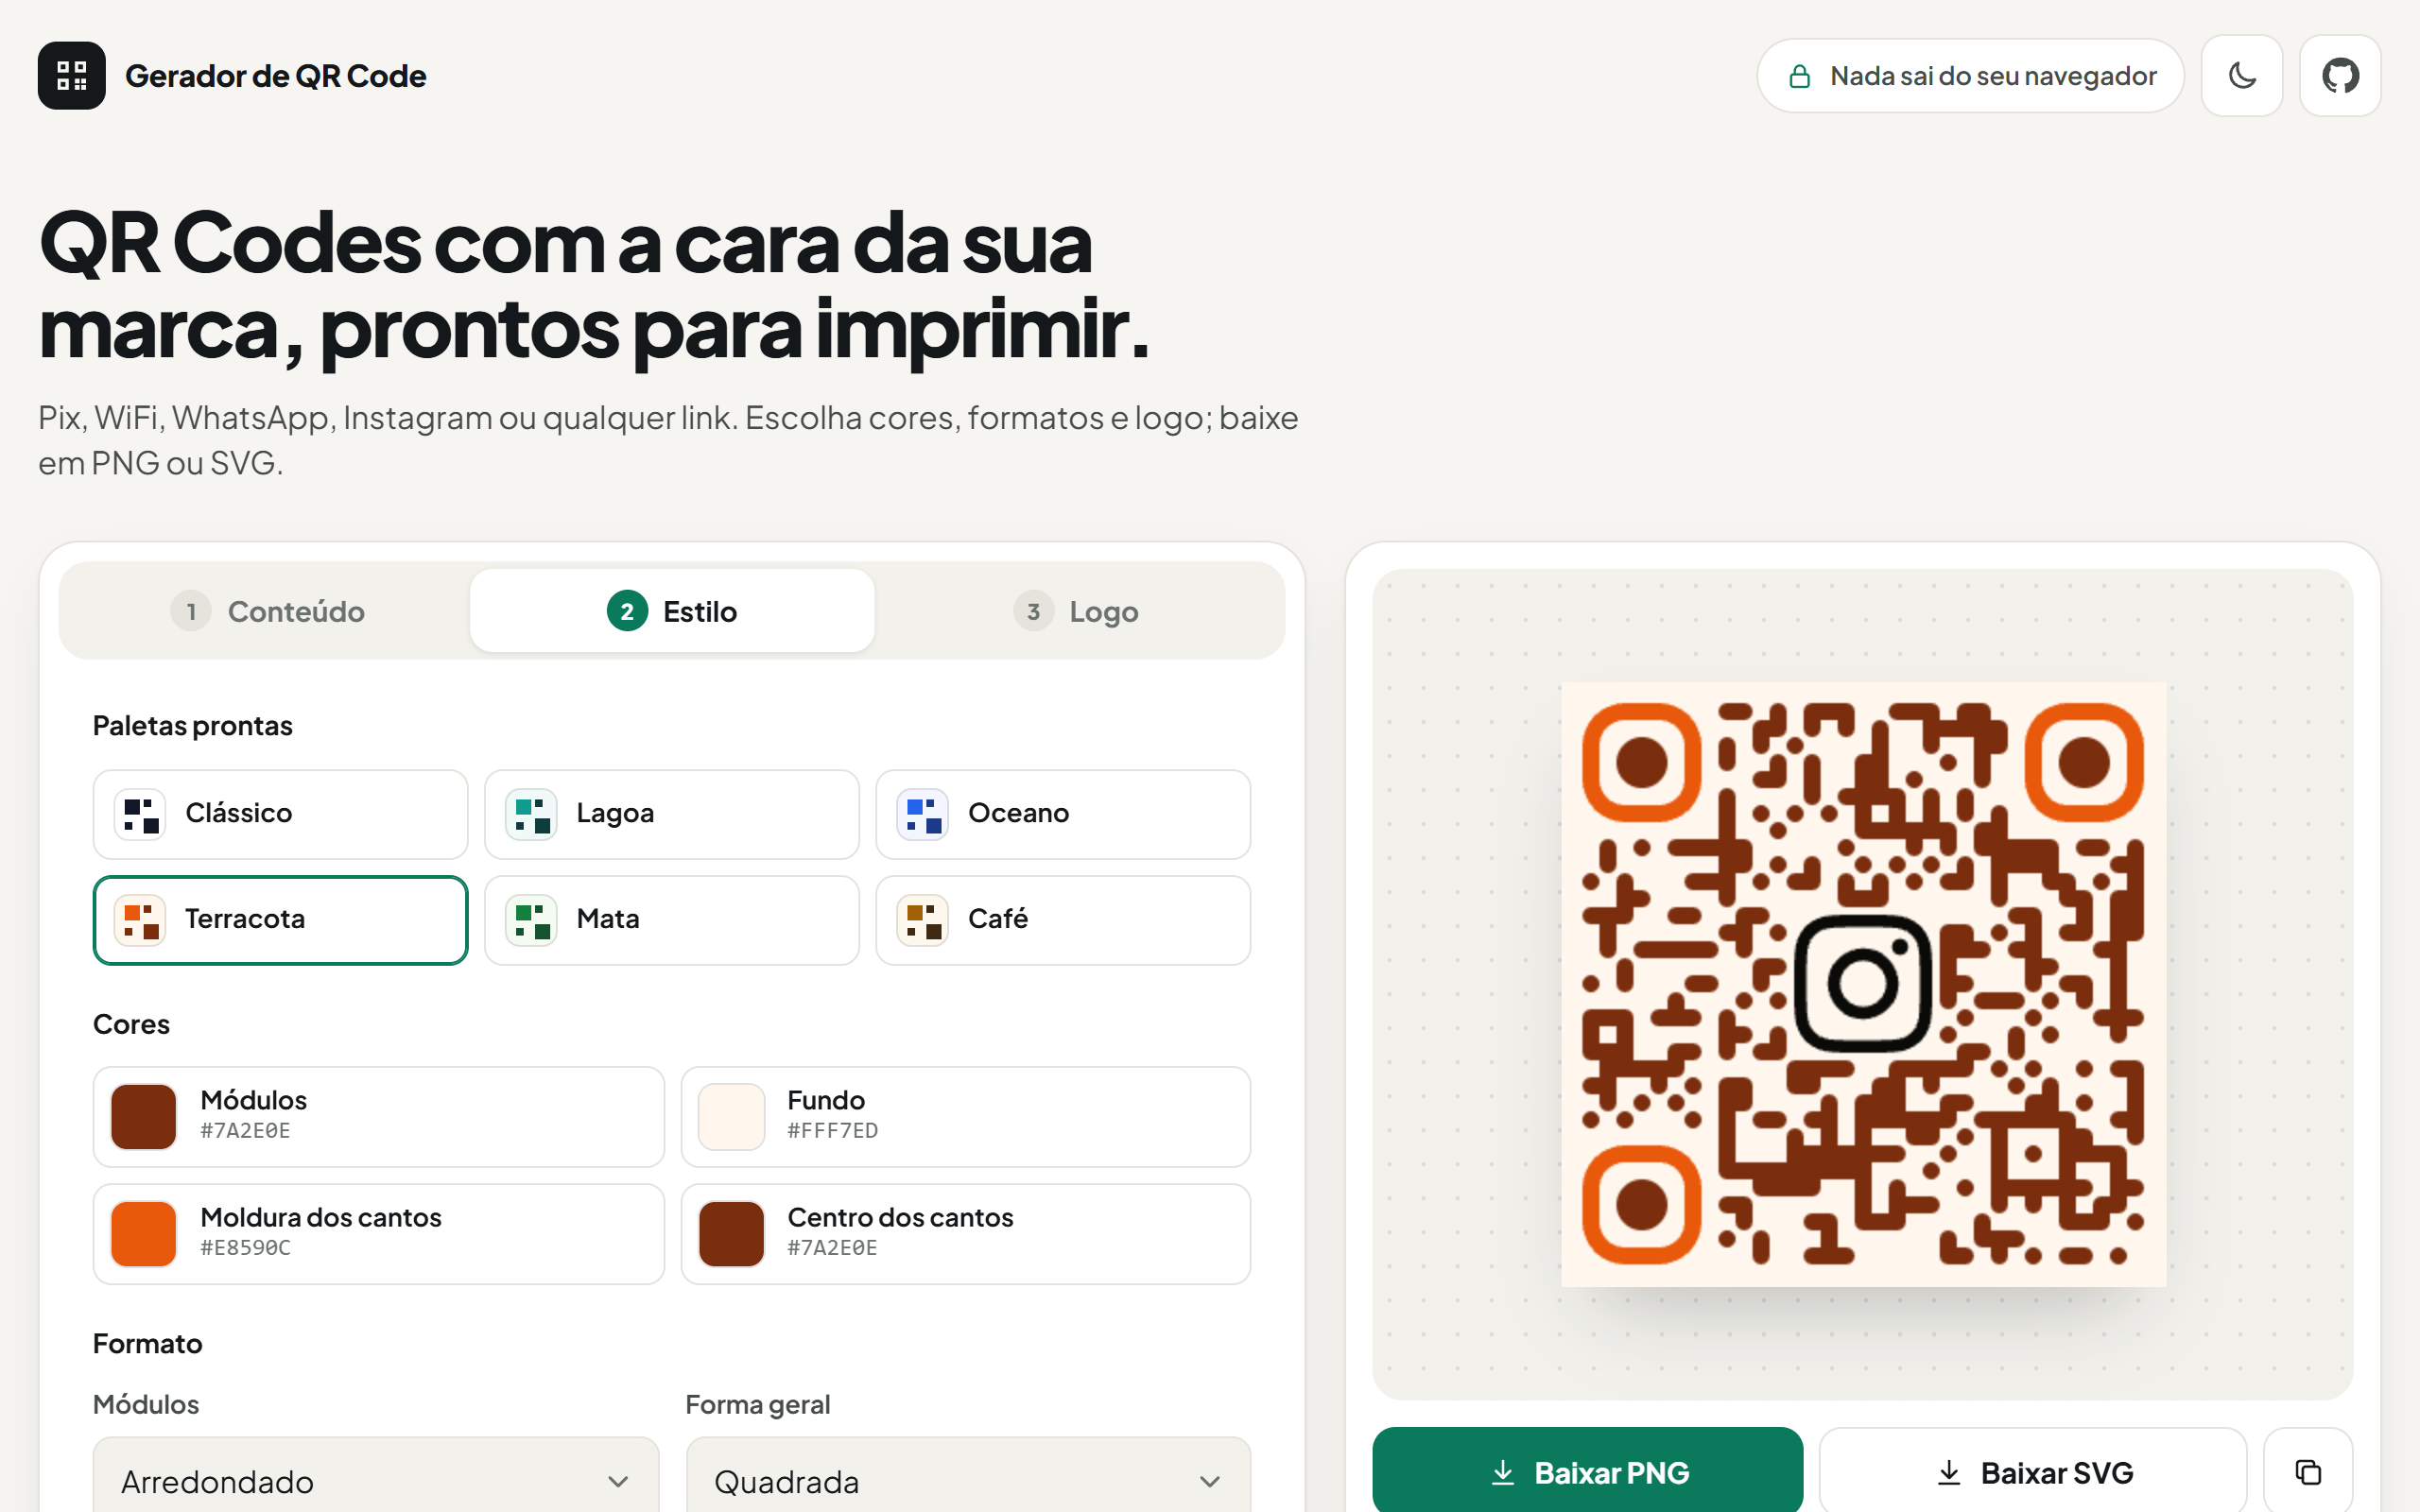 Gerador de QR Code
Nada sai do seu navegador
QR Codes com a cara da sua
marca, prontos para imprimir.
Pix, WiFi, WhatsApp, Instagram ou qualquer link. Escolha cores, formatos e logo; baixe
em PNG ou SVG.
1 Conteúdo
2 Estilo
3 Logo
Paletas prontas
Clássico
Lagoa
Oceano
Terracota
Mata
Café
Cores
Módulos
#7A2E0E
Fundo
#FFF7ED
Moldura dos cantos
#E8590C
Centro dos cantos
#7A2E0E
Formato
Módulos
Forma geral
Arredondado
Quadrada
Baixar PNG
Baixar SVG